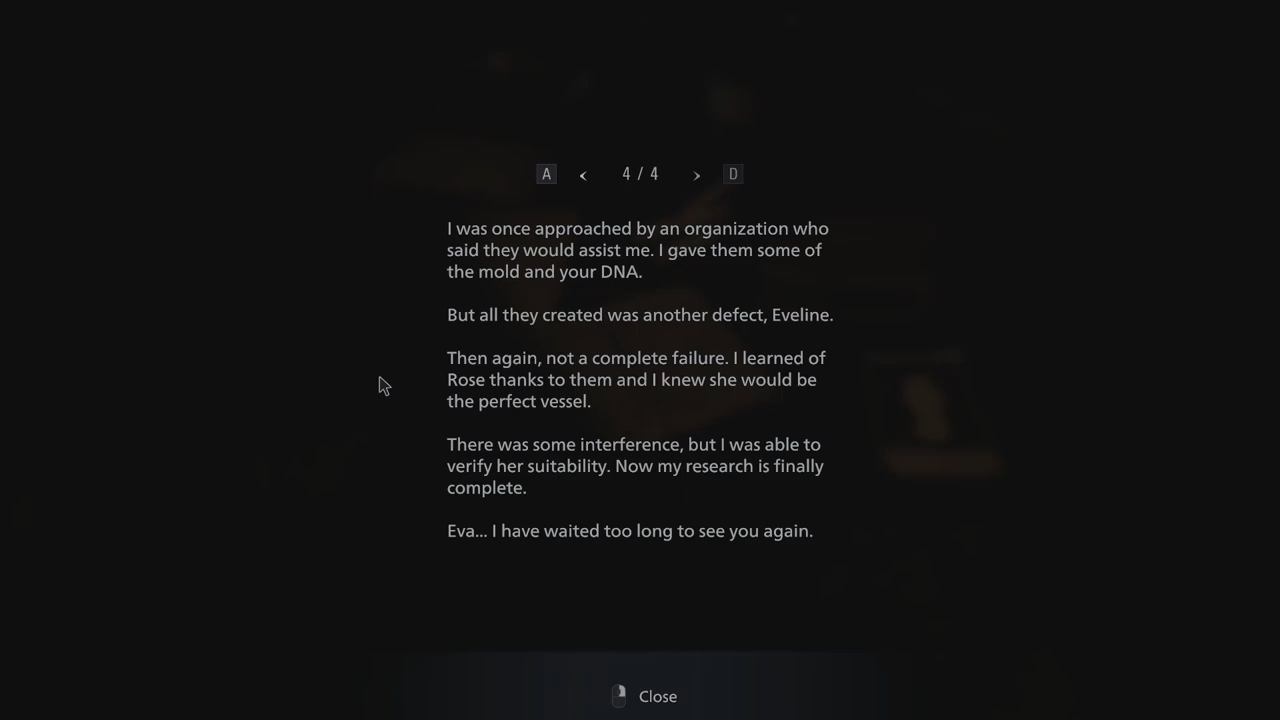 A < 4 / 4 > D
I was once approached by an organization who
said they would assist me. I gave them some of
the mold and your DNA.
But all they created was another defect, Eveline.
Then again, not a complete failure. I learned of
Rose thanks to them and I knew she would be
the perfect vessel.
There was some interference, but I was able to
verify her suitability. Now my research is finally
complete.
Eva... I have waited too long to see you again.
Close